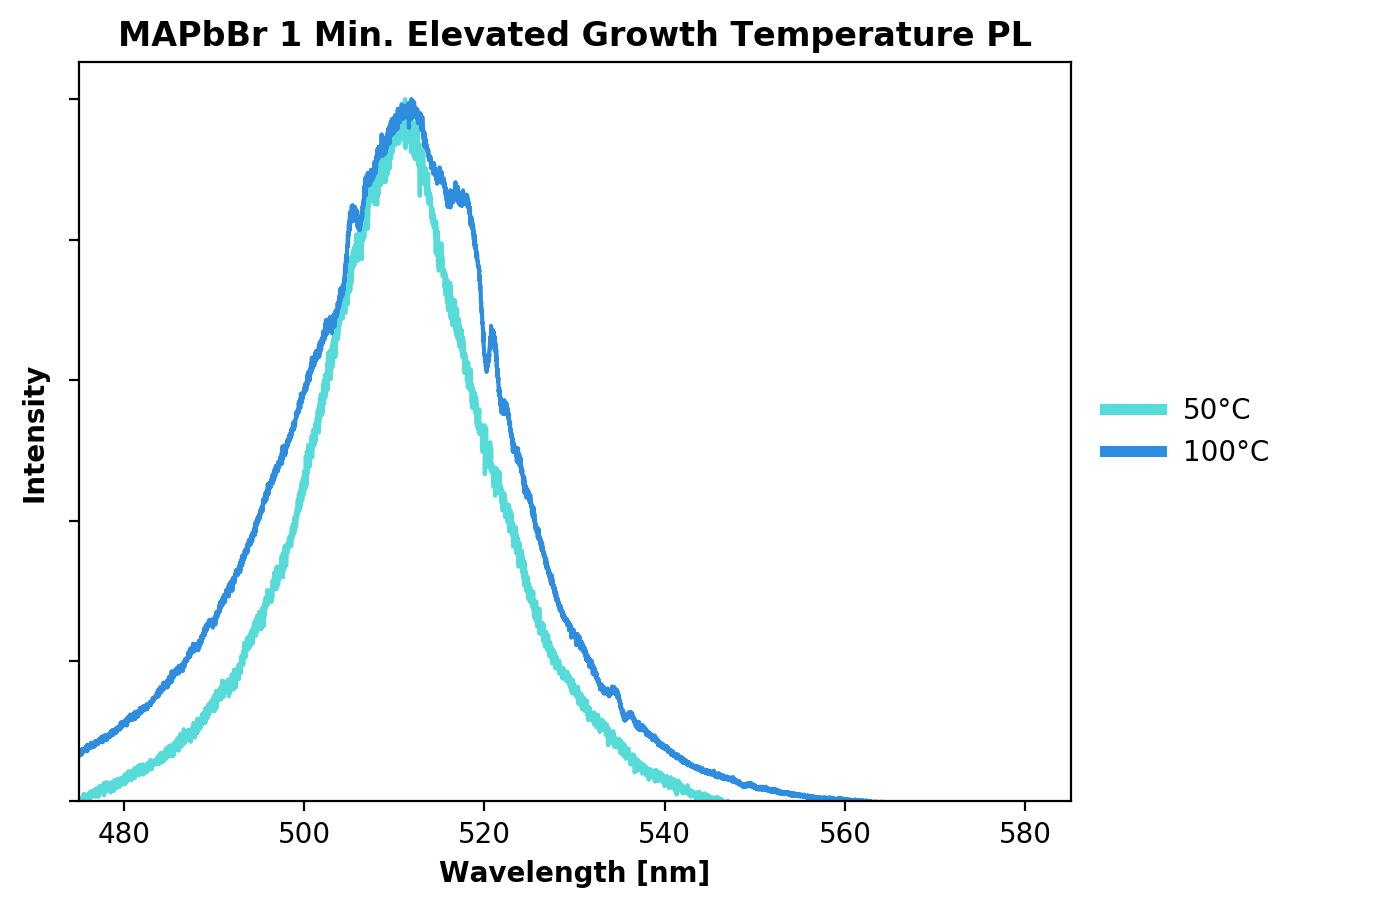 MAPbBr 1 Min. Elevated Growth Temperature PL
Intensity
50°C
100°C
480 500 520 540 560 580
Wavelength [nm]